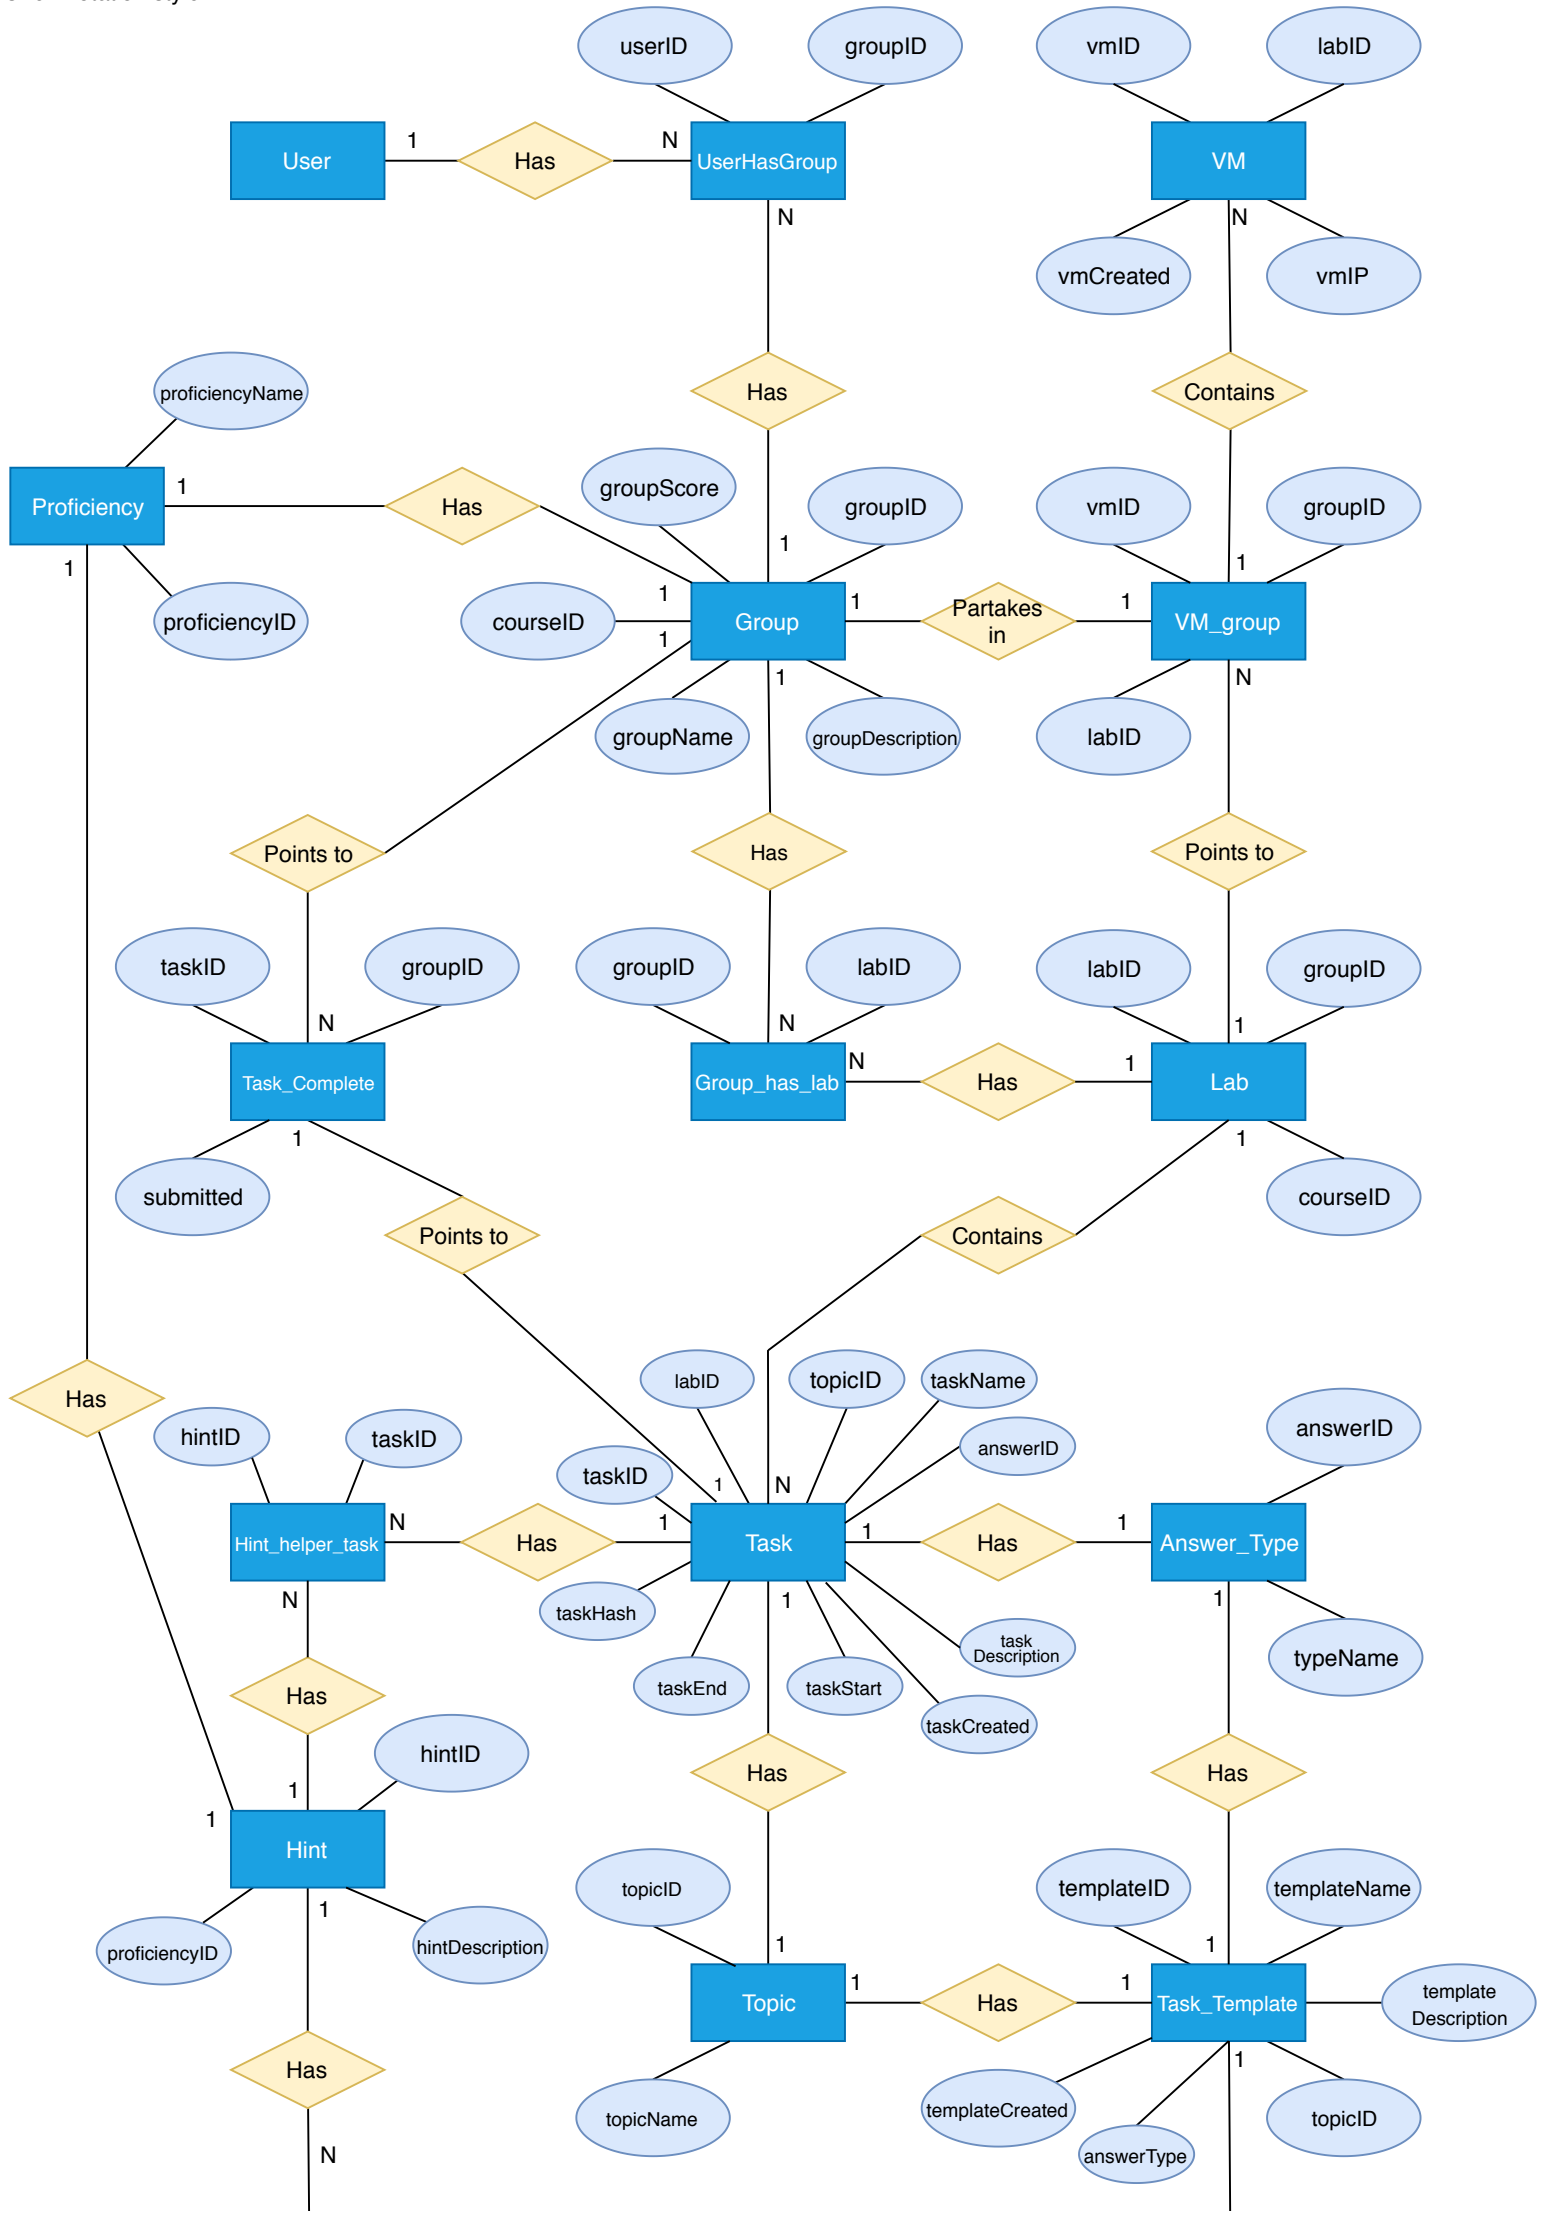 userID
groupID
vmID
labID
User
1
Has
N
UserHasGroup
VM
N
N
vmCreated
vmIP
proficiencyName
Has
Contains
Proficiency
1
Has
groupScore
groupID
vmID
groupID
1
1
1
proficiencyID
courseID
1
1
Group
1
Partakes
in
1
VM_group
1
N
groupName
groupDescription
labID
Points to
Has
Points to
taskID
groupID
groupID
labID
labID
groupID
N
N
1
Task_Complete
Group_has_lab
N
Has
1
Lab
1
1
submitted
courseID
Points to
Contains
Has
labID
topicID
taskName
hintID
taskID
answerID
answerID
taskID
1
N
Hint_helper_task
N
Has
1
Task
1
Has
1
Answer_Type
N
1
1
taskHash
task
Description
typeName
Has
taskEnd
taskStart
taskCreated
hintID
Has
Has
1
1
Hint
topicID
templateID
templateName
1
proficiencyID
hintDescription
1
1
Topic
1
Has
1
Task_Template
template
Description
Has
1
templateCreated
topicName
answerType
topicID
N